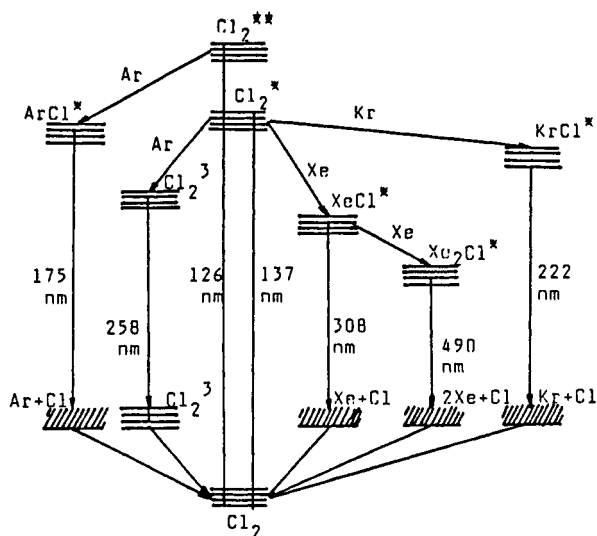 Cl₂**
Ar
ArCl*
Cl₂*
Kr
KrCl*
Ar
Cl₂³
Xe
XeCl*
Xe
Xe₂Cl*
175 nm
258 nm
126 nm
137 nm
308 nm
490 nm
222 nm
Ar+Cl
Cl₂³
Xe+Cl
2Xe+Cl
Kr+Cl
Cl₂